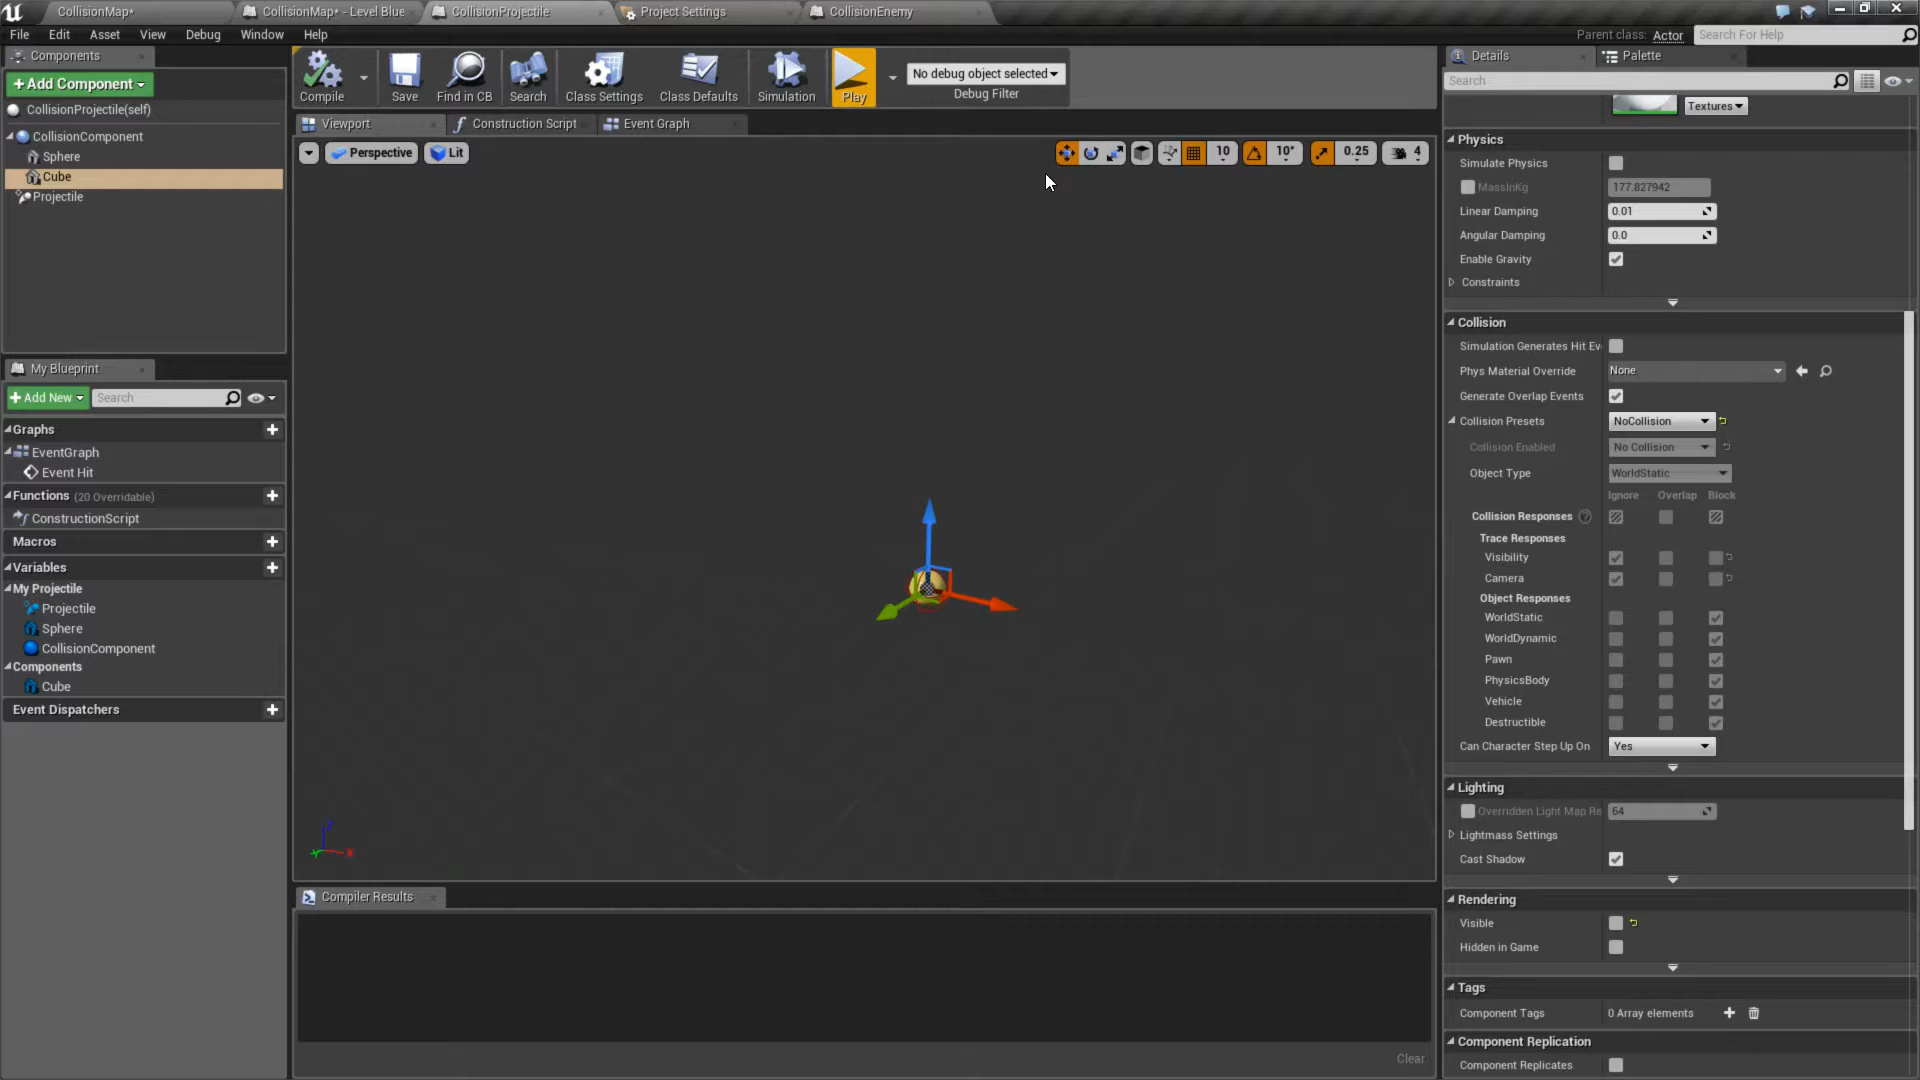 CollisionMap*
CollisionMap* - Level Blue
CollisionProjectile
Project Settings
CollisionEnemy
File Edit Asset View Debug Window Help
Parent class: Actor
Search For Help
Components
+ Add Component
CollisionProjectile(self)
CollisionComponent
Sphere
Cube
Projectile
My Blueprint
+ Add New
Search
Graphs
EventGraph
Event Hit
Functions (20 Overridable)
ConstructionScript
Macros
Variables
My Projectile
Projectile
Sphere
CollisionComponent
Components
Cube
Event Dispatchers
Compile
Save
Find in CB
Search
Class Settings
Class Defaults
Simulation
Play
No debug object selected
Debug Filter
Viewport
Construction Script
Event Graph
Perspective
Lit
10
10°
0.25
4
Z
X
Y
Compiler Results
Clear
Details
Palette
Search
Textures
Physics
Simulate Physics
MassInKg 177.827942
Linear Damping 0.01
Angular Damping 0.0
Enable Gravity
Constraints
Collision
Simulation Generates Hit Ev
Phys Material Override None
Generate Overlap Events
Collision Presets NoCollision
Collision Enabled No Collision
Object Type WorldStatic
Ignore Overlap Block
Collision Responses ?
Trace Responses
Visibility
Camera
Object Responses
WorldStatic
WorldDynamic
Pawn
PhysicsBody
Vehicle
Destructible
Can Character Step Up On Yes
Lighting
Overridden Light Map Re 64
Lightmass Settings
Cast Shadow
Rendering
Visible
Hidden in Game
Tags
Component Tags 0 Array elements
Component Replication
Component Replicates